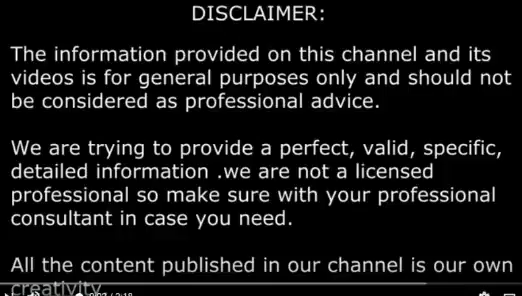 DISCLAIMER:
The information provided on this channel and its
videos is for general purposes only and should not
be considered as professional advice.
We are trying to provide a perfect, valid, specific,
detailed information .we are not a licensed
professional so make sure with your professional
consultant in case you need.
All the content published in our channel is our own
creativity